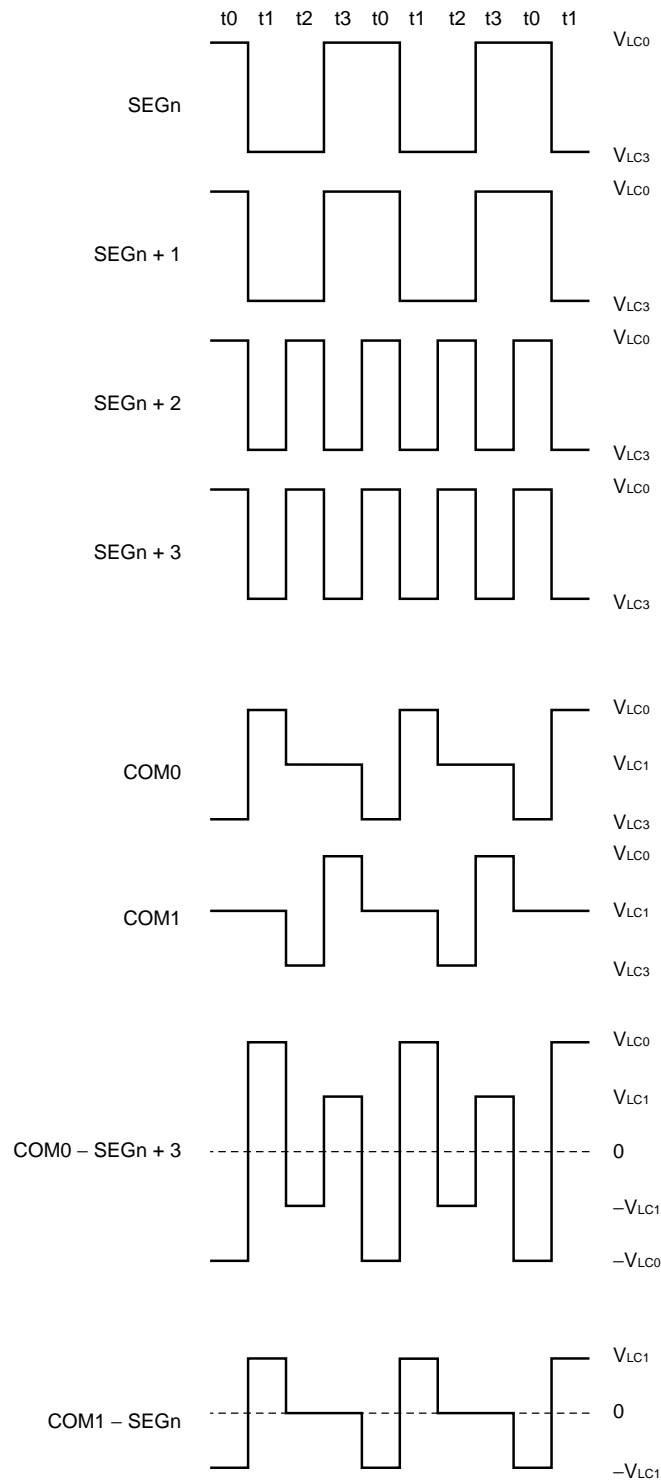 t0 t1 t2 t3 t0 t1 t2 t3 t0 t1
VLC0
SEGn
VLC3
VLC0
SEGn + 1
VLC3
VLC0
SEGn + 2
VLC3
VLC0
SEGn + 3
VLC3
VLC0
COM0
VLC1
VLC3
VLC0
COM1
VLC1
VLC3
VLC0
VLC1
COM0 – SEGn + 3
0
–VLC1
–VLC0
VLC1
COM1 – SEGn
0
–VLC1